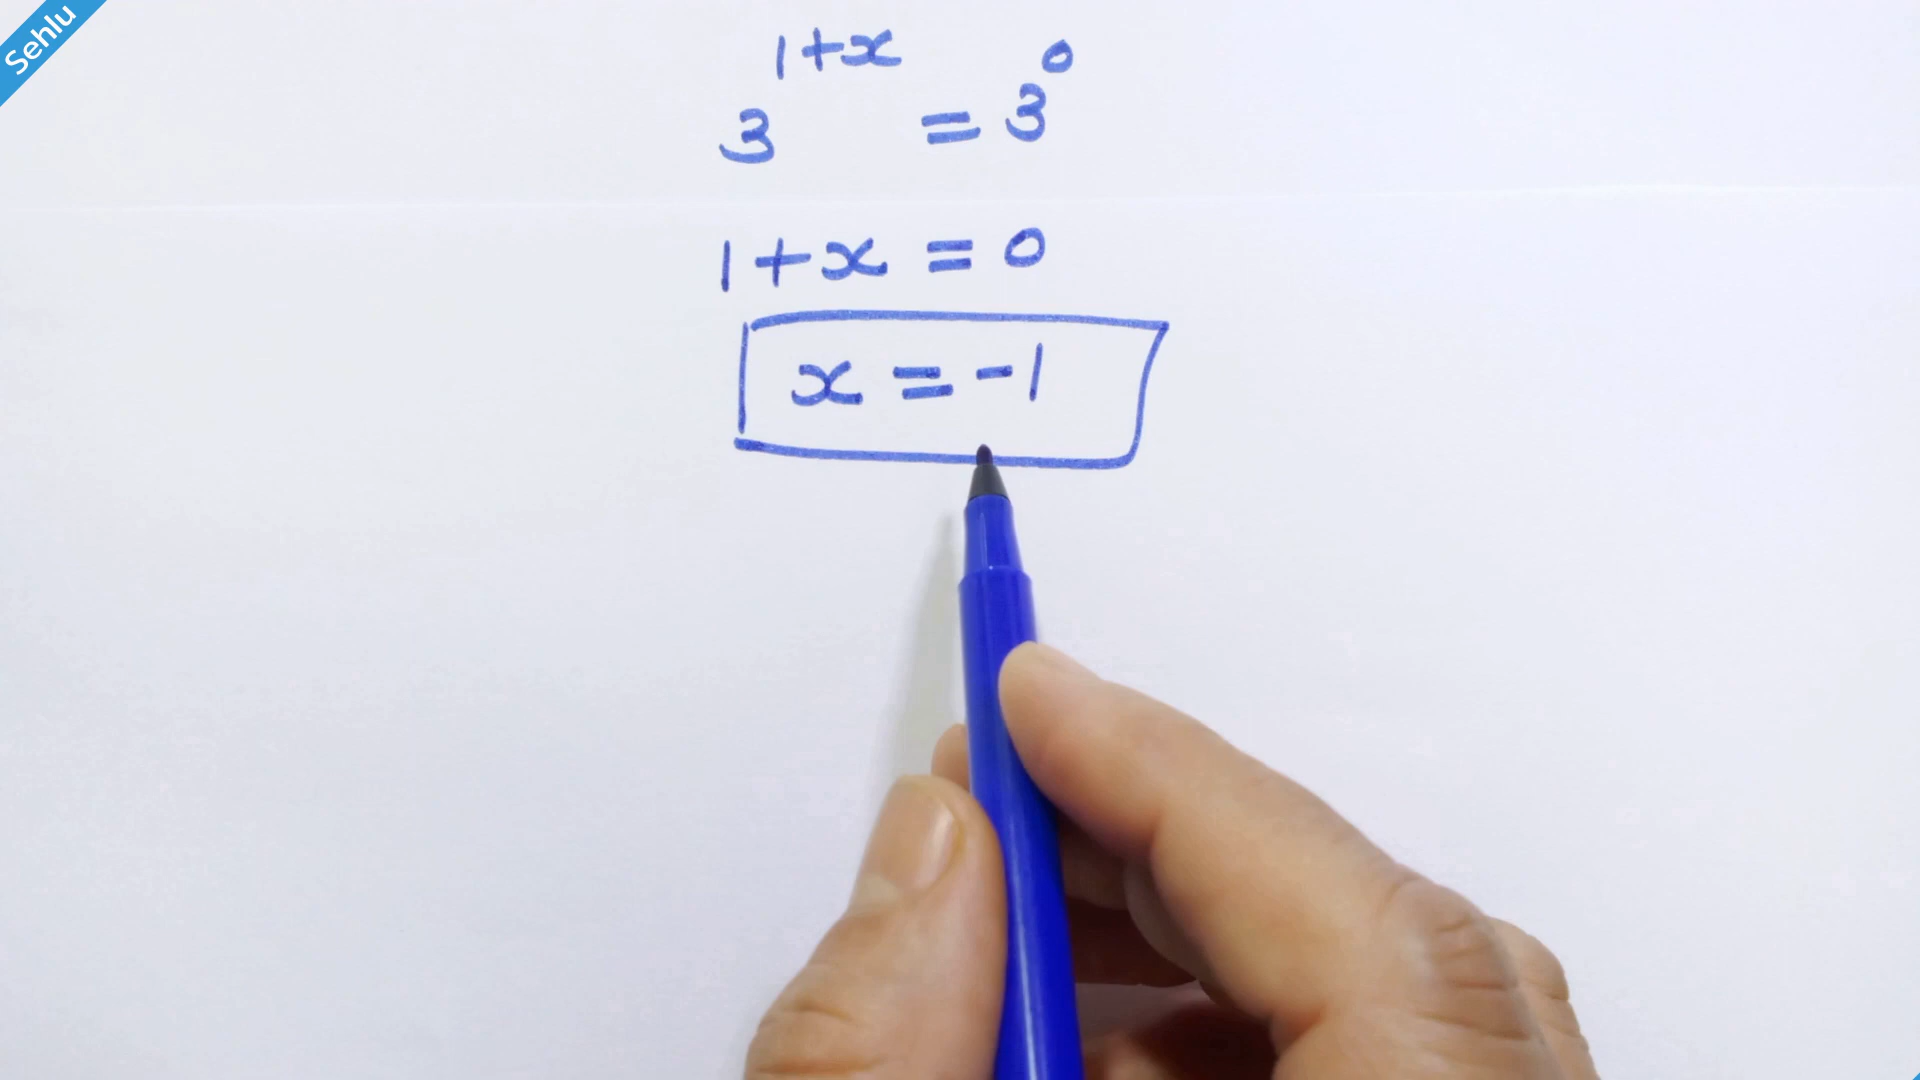 Sehlu
3^{1+x} = 3^0
1+x = 0
x = -1